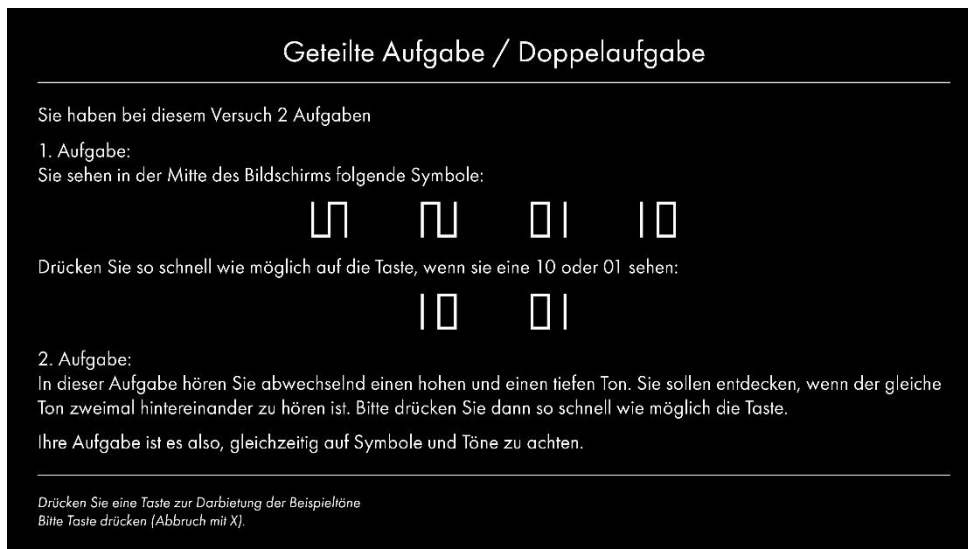 Geteilte Aufgabe / Doppelaufgabe
Sie haben bei diesem Versuch 2 Aufgaben
1. Aufgabe:
Sie sehen in der Mitte des Bildschirms folgende Symbole:
01 10
Drücken Sie so schnell wie möglich auf die Taste, wenn sie eine 10 oder 01 sehen:
10 01
2. Aufgabe:
In dieser Aufgabe hören Sie abwechselnd einen hohen und einen tiefen Ton. Sie sollen entdecken, wenn der gleiche
Ton zweimal hintereinander zu hören ist. Bitte drücken Sie dann so schnell wie möglich die Taste.
Ihre Aufgabe ist es also, gleichzeitig auf Symbole und Töne zu achten.
Drücken Sie eine Taste zur Darbietung der Beispieltöne
Bitte Taste drücken (Abbruch mit X).